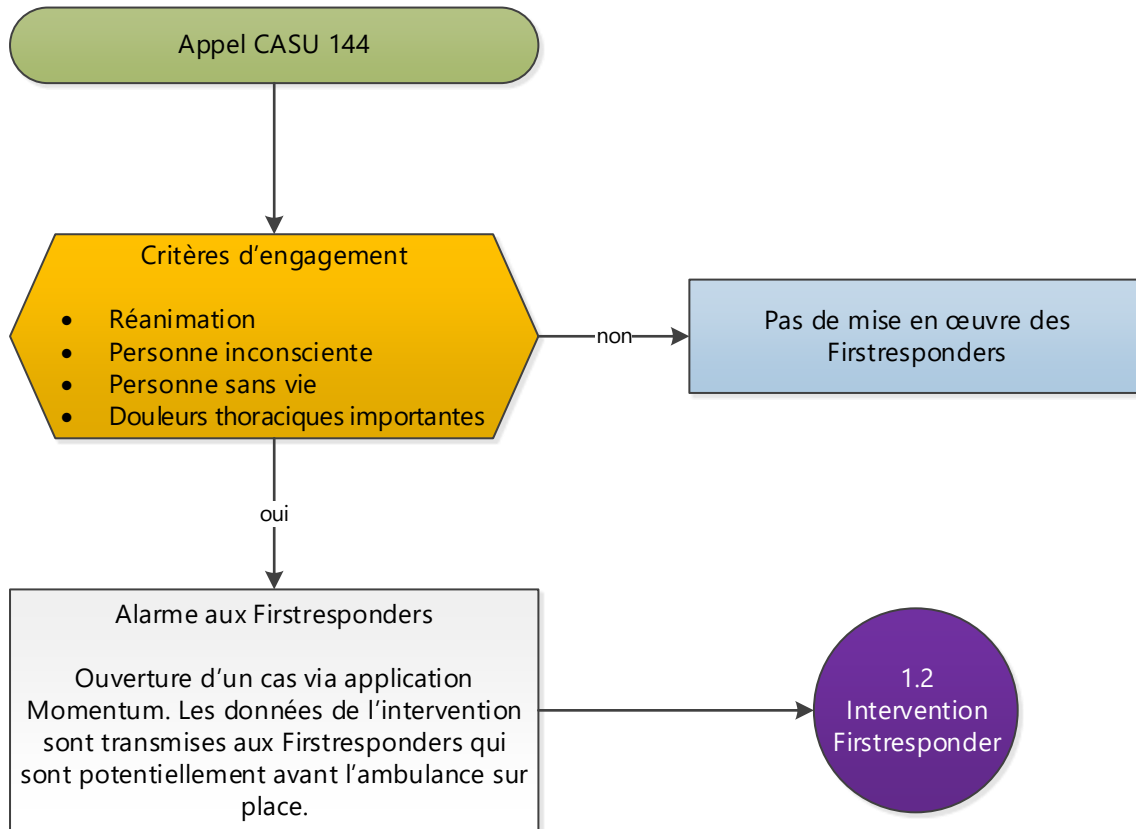 Appel CASU 144
Critères d'engagement
• Réanimation
• Personne inconsciente
• Personne sans vie
• Douleurs thoraciques importantes
non
Pas de mise en œuvre des
Firstresponders
oui
Alarme aux Firstresponders
Ouverture d'un cas via application
Momentum. Les données de l'intervention
sont transmises aux Firstresponders qui
sont potentiellement avant l'ambulance sur
place.
1.2
Intervention
Firstresponder